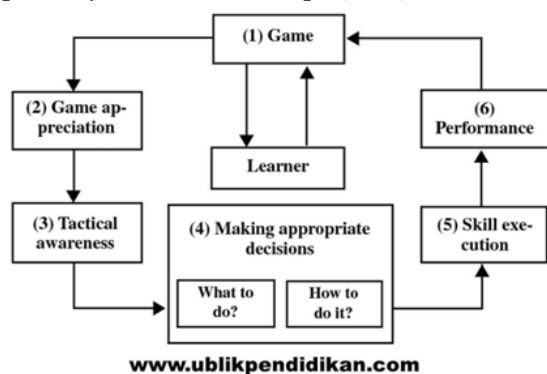 (1) Game
(2) Game ap-
preciation
(6)
Performance
Learner
(3) Tactical
awareness
(4) Making appropriate
decisions
What to
do?
How to
do it?
(5) Skill exe-
cution
www.ublikpendidikan.com